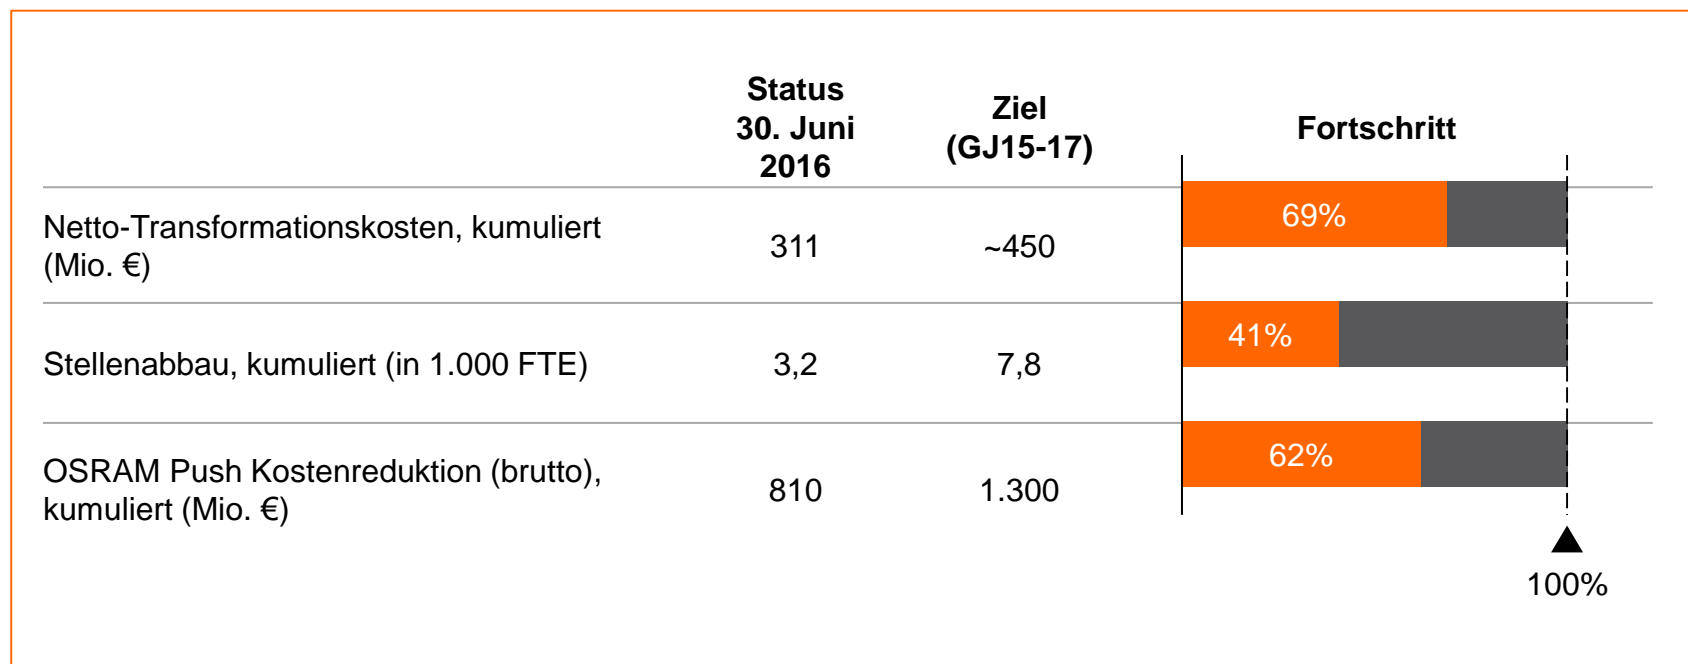 Status
30. Juni
2016
Ziel
(GJ15-17)
Fortschritt
Netto-Transformationskosten, kumuliert
(Mio. €)
311
~450
69%
Stellenabbau, kumuliert (in 1.000 FTE)
3,2
7,8
41%
OSRAM Push Kostenreduktion (brutto),
kumuliert (Mio. €)
810
1.300
62%
100%